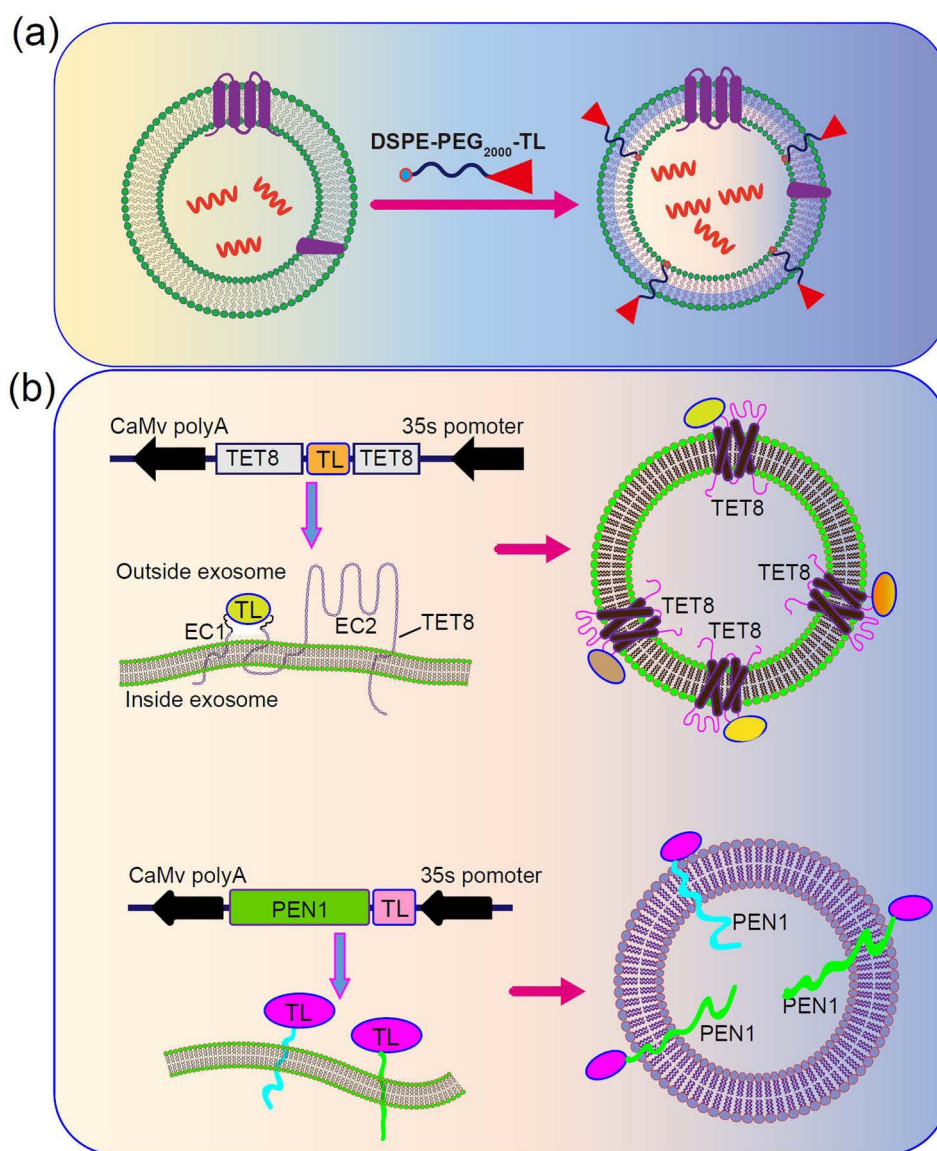 (a)
DSPE-PEG2000-TL
(b)
CaMv polyA
35s pomoter
TET8
TL
TET8
TET8
Outside exosome
TL
EC1
EC2
TET8
Inside exosome
TET8
TET8
TET8
CaMv polyA
35s pomoter
PEN1
TL
PEN1
TL
TL
PEN1
PEN1